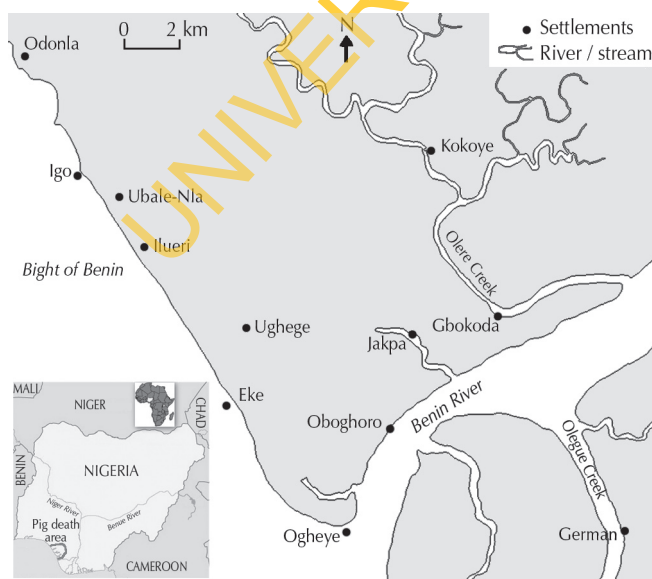 Odonla
0 2 km
N
Settlements
River / stream
UNIVER
Kokoye
Igo
Ubale-Nla
Ilueri
Olere Creek
Bight of Benin
Ughege
Gbokoda
Jakpa
Eke
Benin River
Oboghoro
Olegue Creek
Ogheye
German
MALI
NIGER
CHAD
BENIN
NIGERIA
Niger River
Benue River
Pig death
area
CAMEROON